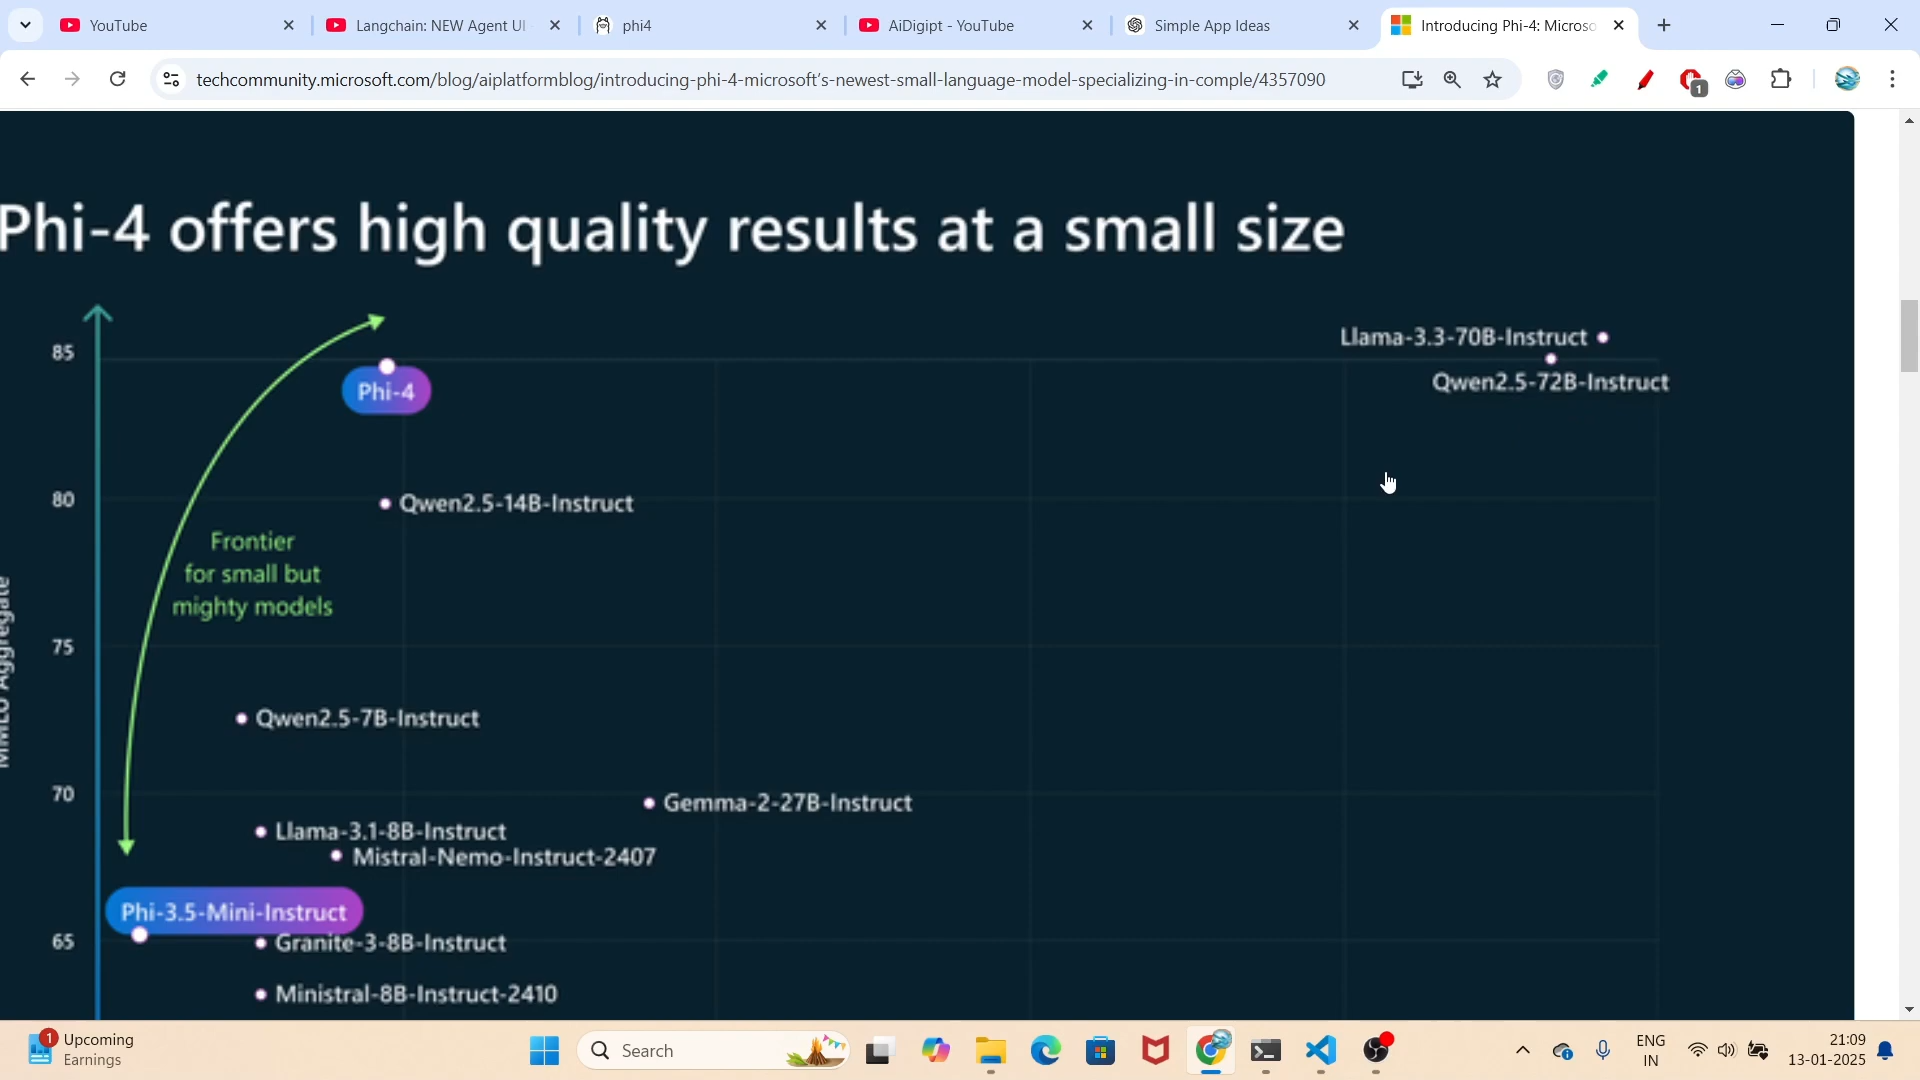 YouTube
Langchain: NEW Agent UI
phi4
AiDigipt - YouTube
Simple App Ideas
Introducing Phi-4: Microso
techcommunity.microsoft.com/blog/aiplatformblog/introducing-phi-4-microsoft's-newest-small-language-model-specializing-in-comple/4357090
1
Phi-4 offers high quality results at a small size
85
Llama-3.3-70B-Instruct
Phi-4
Qwen2.5-72B-Instruct
80
Qwen2.5-14B-Instruct
Frontier
for small but
mighty models
MMLU Aggregate
75
Qwen2.5-7B-Instruct
70
Gemma-2-27B-Instruct
Llama-3.1-8B-Instruct
Mistral-Nemo-Instruct-2407
Phi-3.5-Mini-Instruct
65
Granite-3-8B-Instruct
Ministral-8B-Instruct-2410
1
Upcoming
Earnings
Search
ENG
IN
21:09
13-01-2025